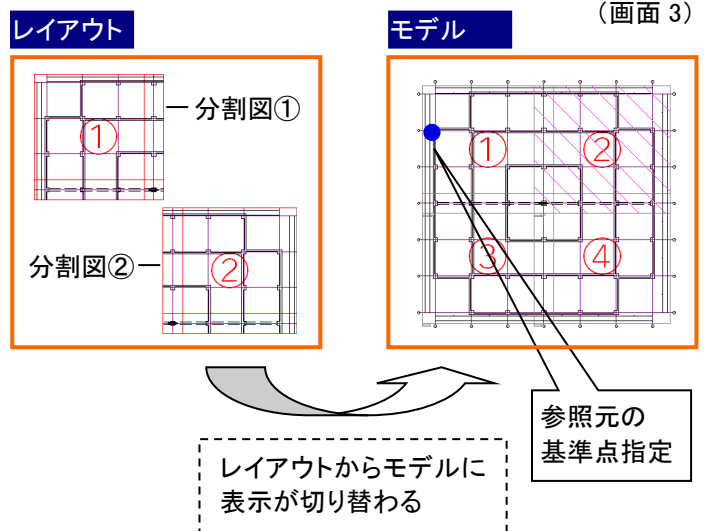 (画面 3)
レイアウト
モデル
分割図①
①
分割図②
②
①
②
③
④
参照元の
基準点指定
レイアウトからモデルに
表示が切り替わる